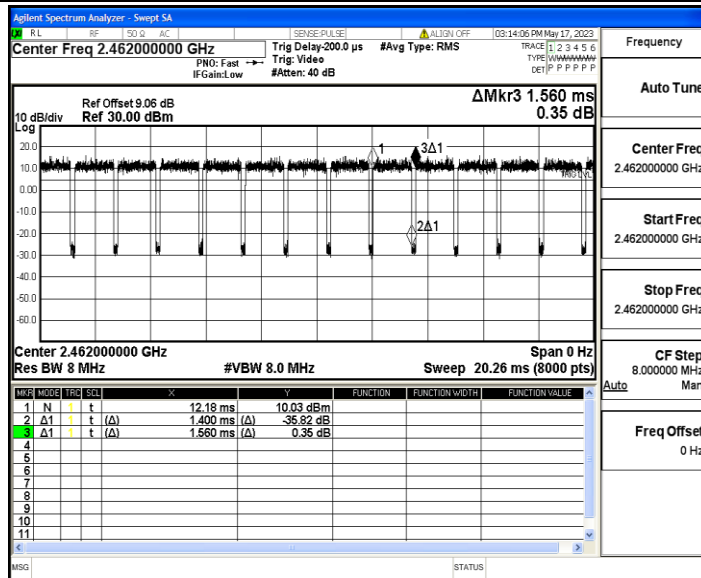 Agilent Spectrum Analyzer - Swept SA
RL RF 50 Ω AC SENSE:PULSE ALIGN OFF 03:14:06 PM May 17, 2023
Center Freq 2.462000000 GHz
PNO: Fast
IFGain:Low
Trig Delay-200.0 µs
Trig: Video
#Atten: 40 dB
#Avg Type: RMS
TRACE 1 2 3 4 5 6
TYPE WWWWWW
DET P P P P P P
Ref Offset 9.06 dB
Ref 30.00 dBm
ΔMkr3 1.560 ms
0.35 dB
10 dB/div
Log
20.0
10.0
0.00
-10.0
-20.0
-30.0
-40.0
-50.0
-60.0
1
3Δ1
2Δ1
TRIG LVL
Center 2.462000000 GHz
Span 0 Hz
Res BW 8 MHz
#VBW 8.0 MHz
Sweep 20.26 ms (8000 pts)
MKR MODE TRC SCL X Y FUNCTION FUNCTION WIDTH FUNCTION VALUE
1 N 1 t 12.18 ms 10.03 dBm
2 Δ1 1 t (Δ) 1.400 ms (Δ) -35.82 dB
3 Δ1 1 t (Δ) 1.560 ms (Δ) 0.35 dB
4
5
6
7
8
9
10
11
MSG
STATUS
Frequency
Auto Tune
Center Freq
2.462000000 GHz
Start Freq
2.462000000 GHz
Stop Freq
2.462000000 GHz
CF Step
8.000000 MHz
Auto Man
Freq Offset
0 Hz